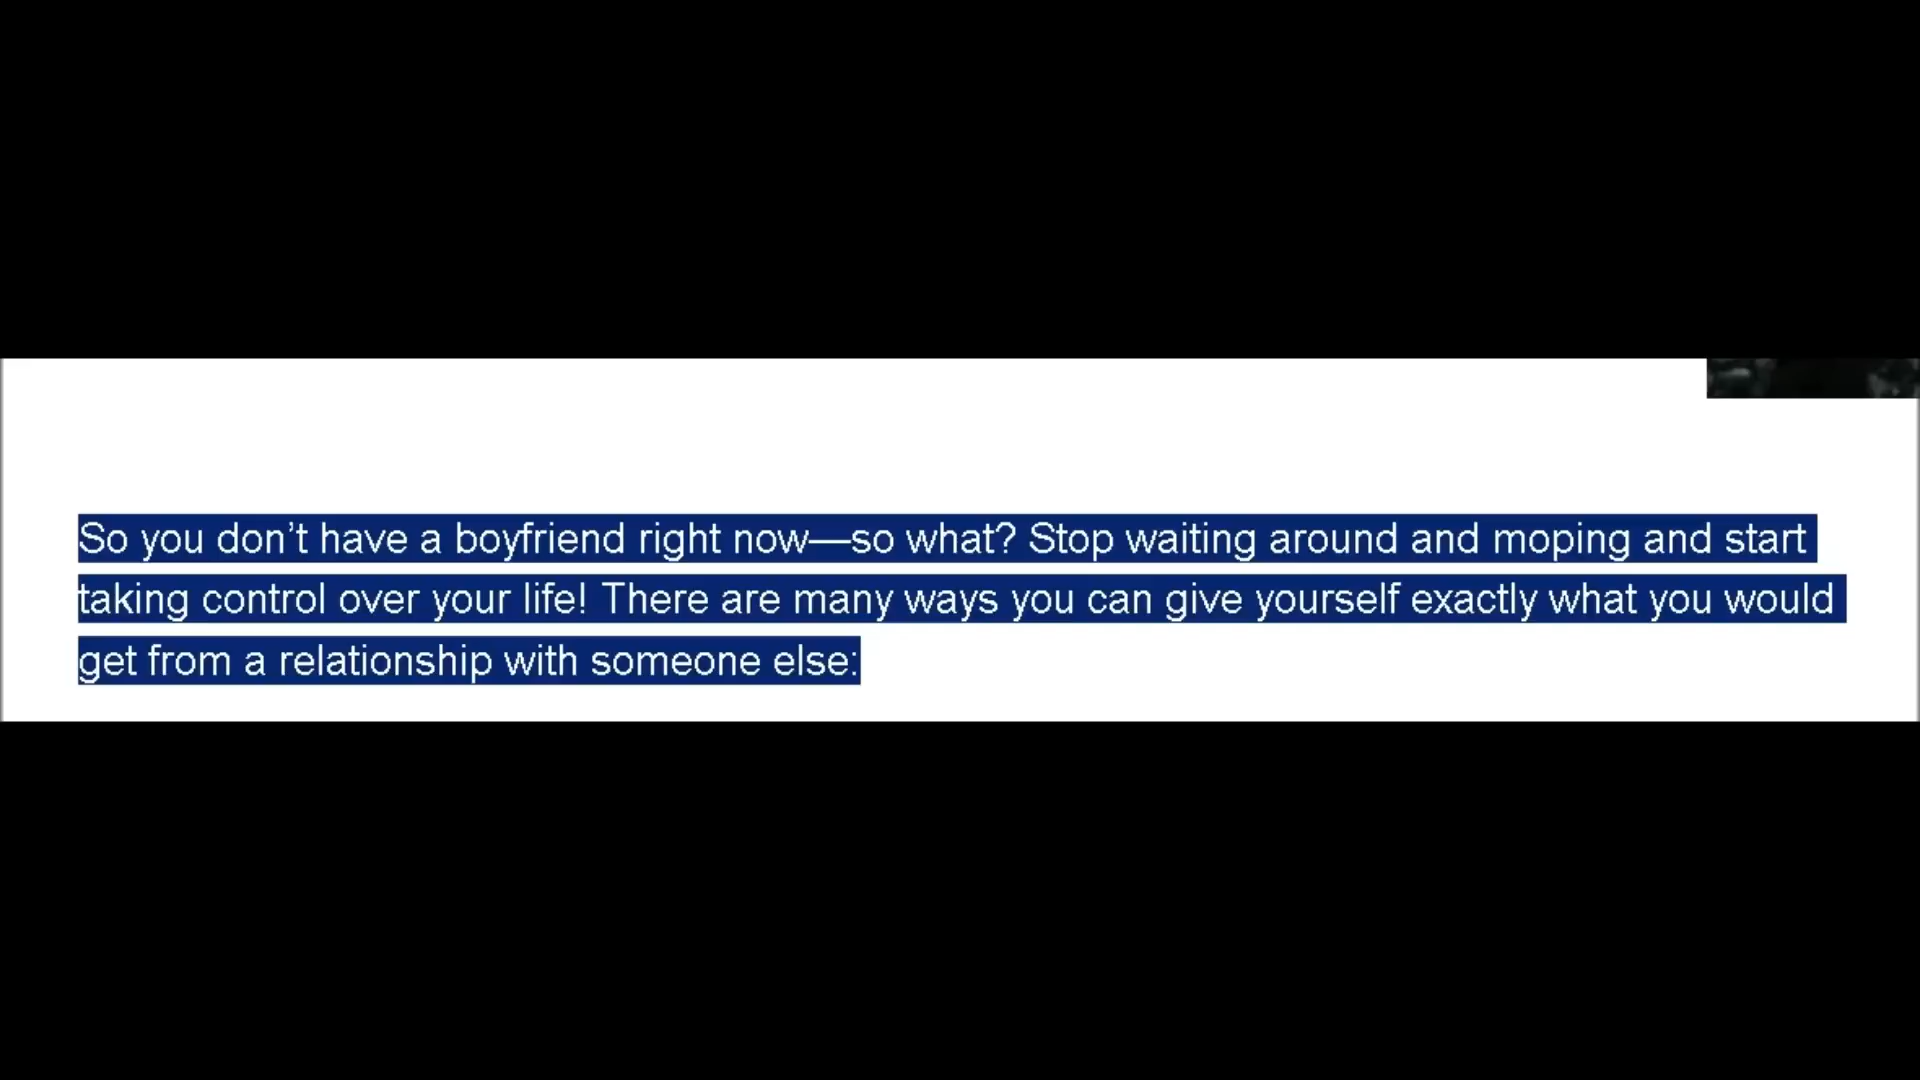 So you don’t have a boyfriend right now—so what? Stop waiting around and moping and start
taking control over your life! There are many ways you can give yourself exactly what you would
get from a relationship with someone else: